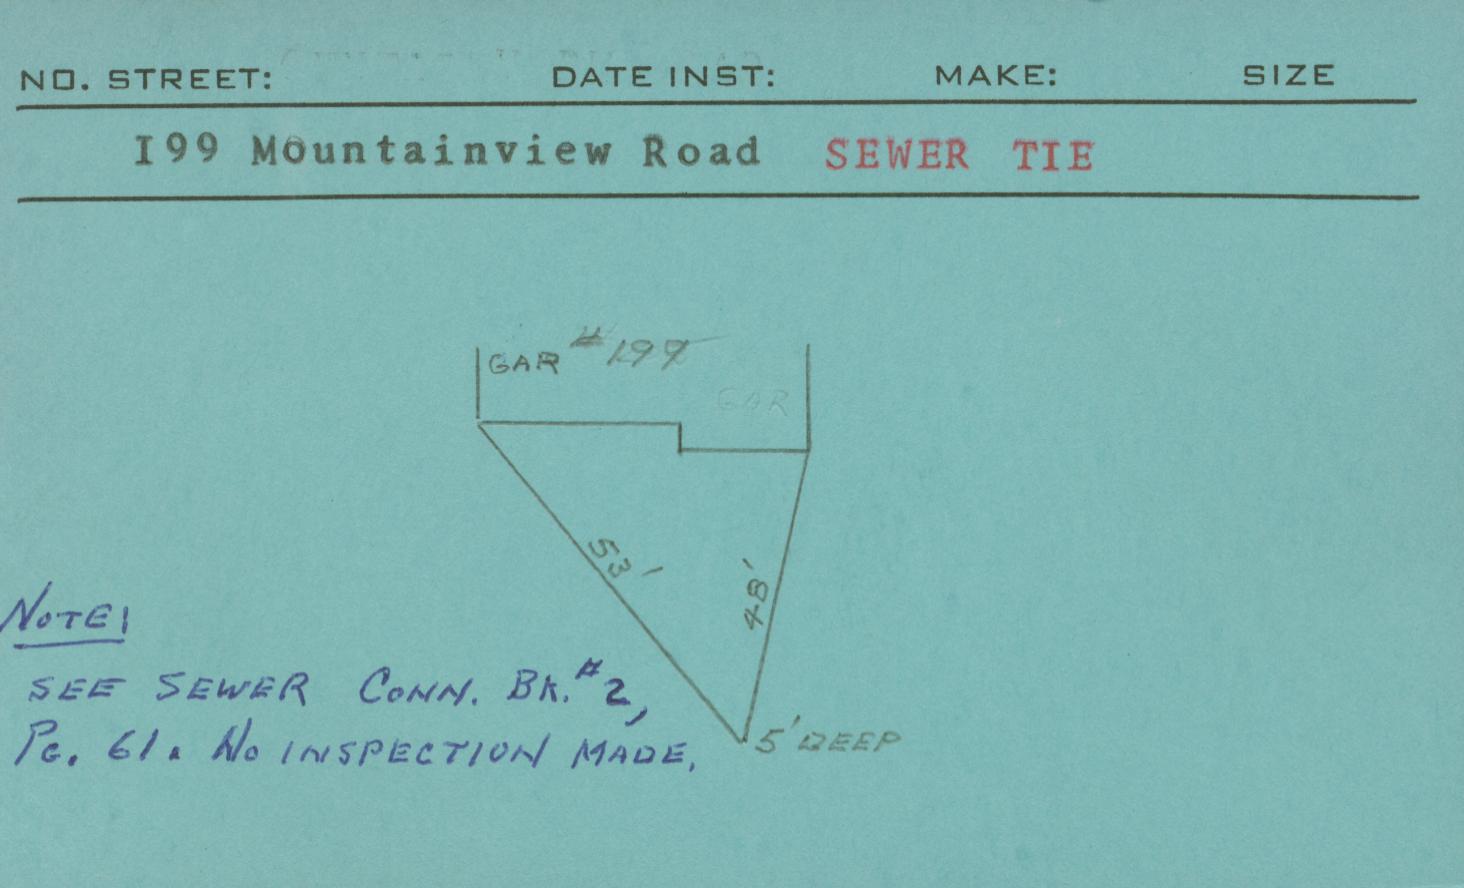 NO. STREET: DATE INST: MAKE: SIZE
I99 Mountainview Road SEWER TIE
GAR #199
GAR
53'
48'
5' DEEP
NOTE:
SEE SEWER CONN. BK. #2,
PG. 61. NO INSPECTION MADE.